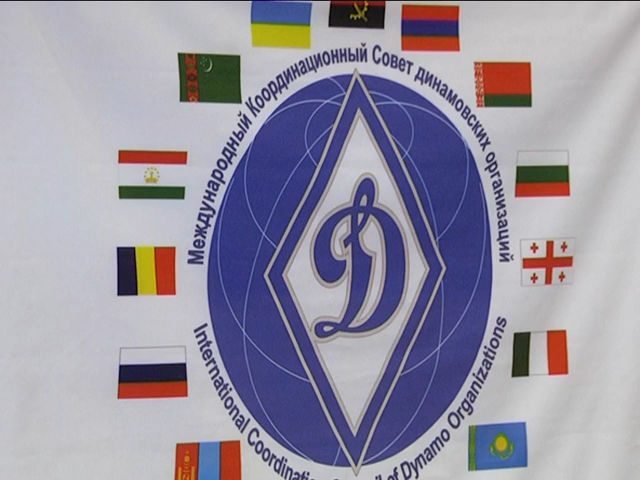 Международный Координационный Совет динамовских организаций
Д
International Coordination of Dynamo Organizations